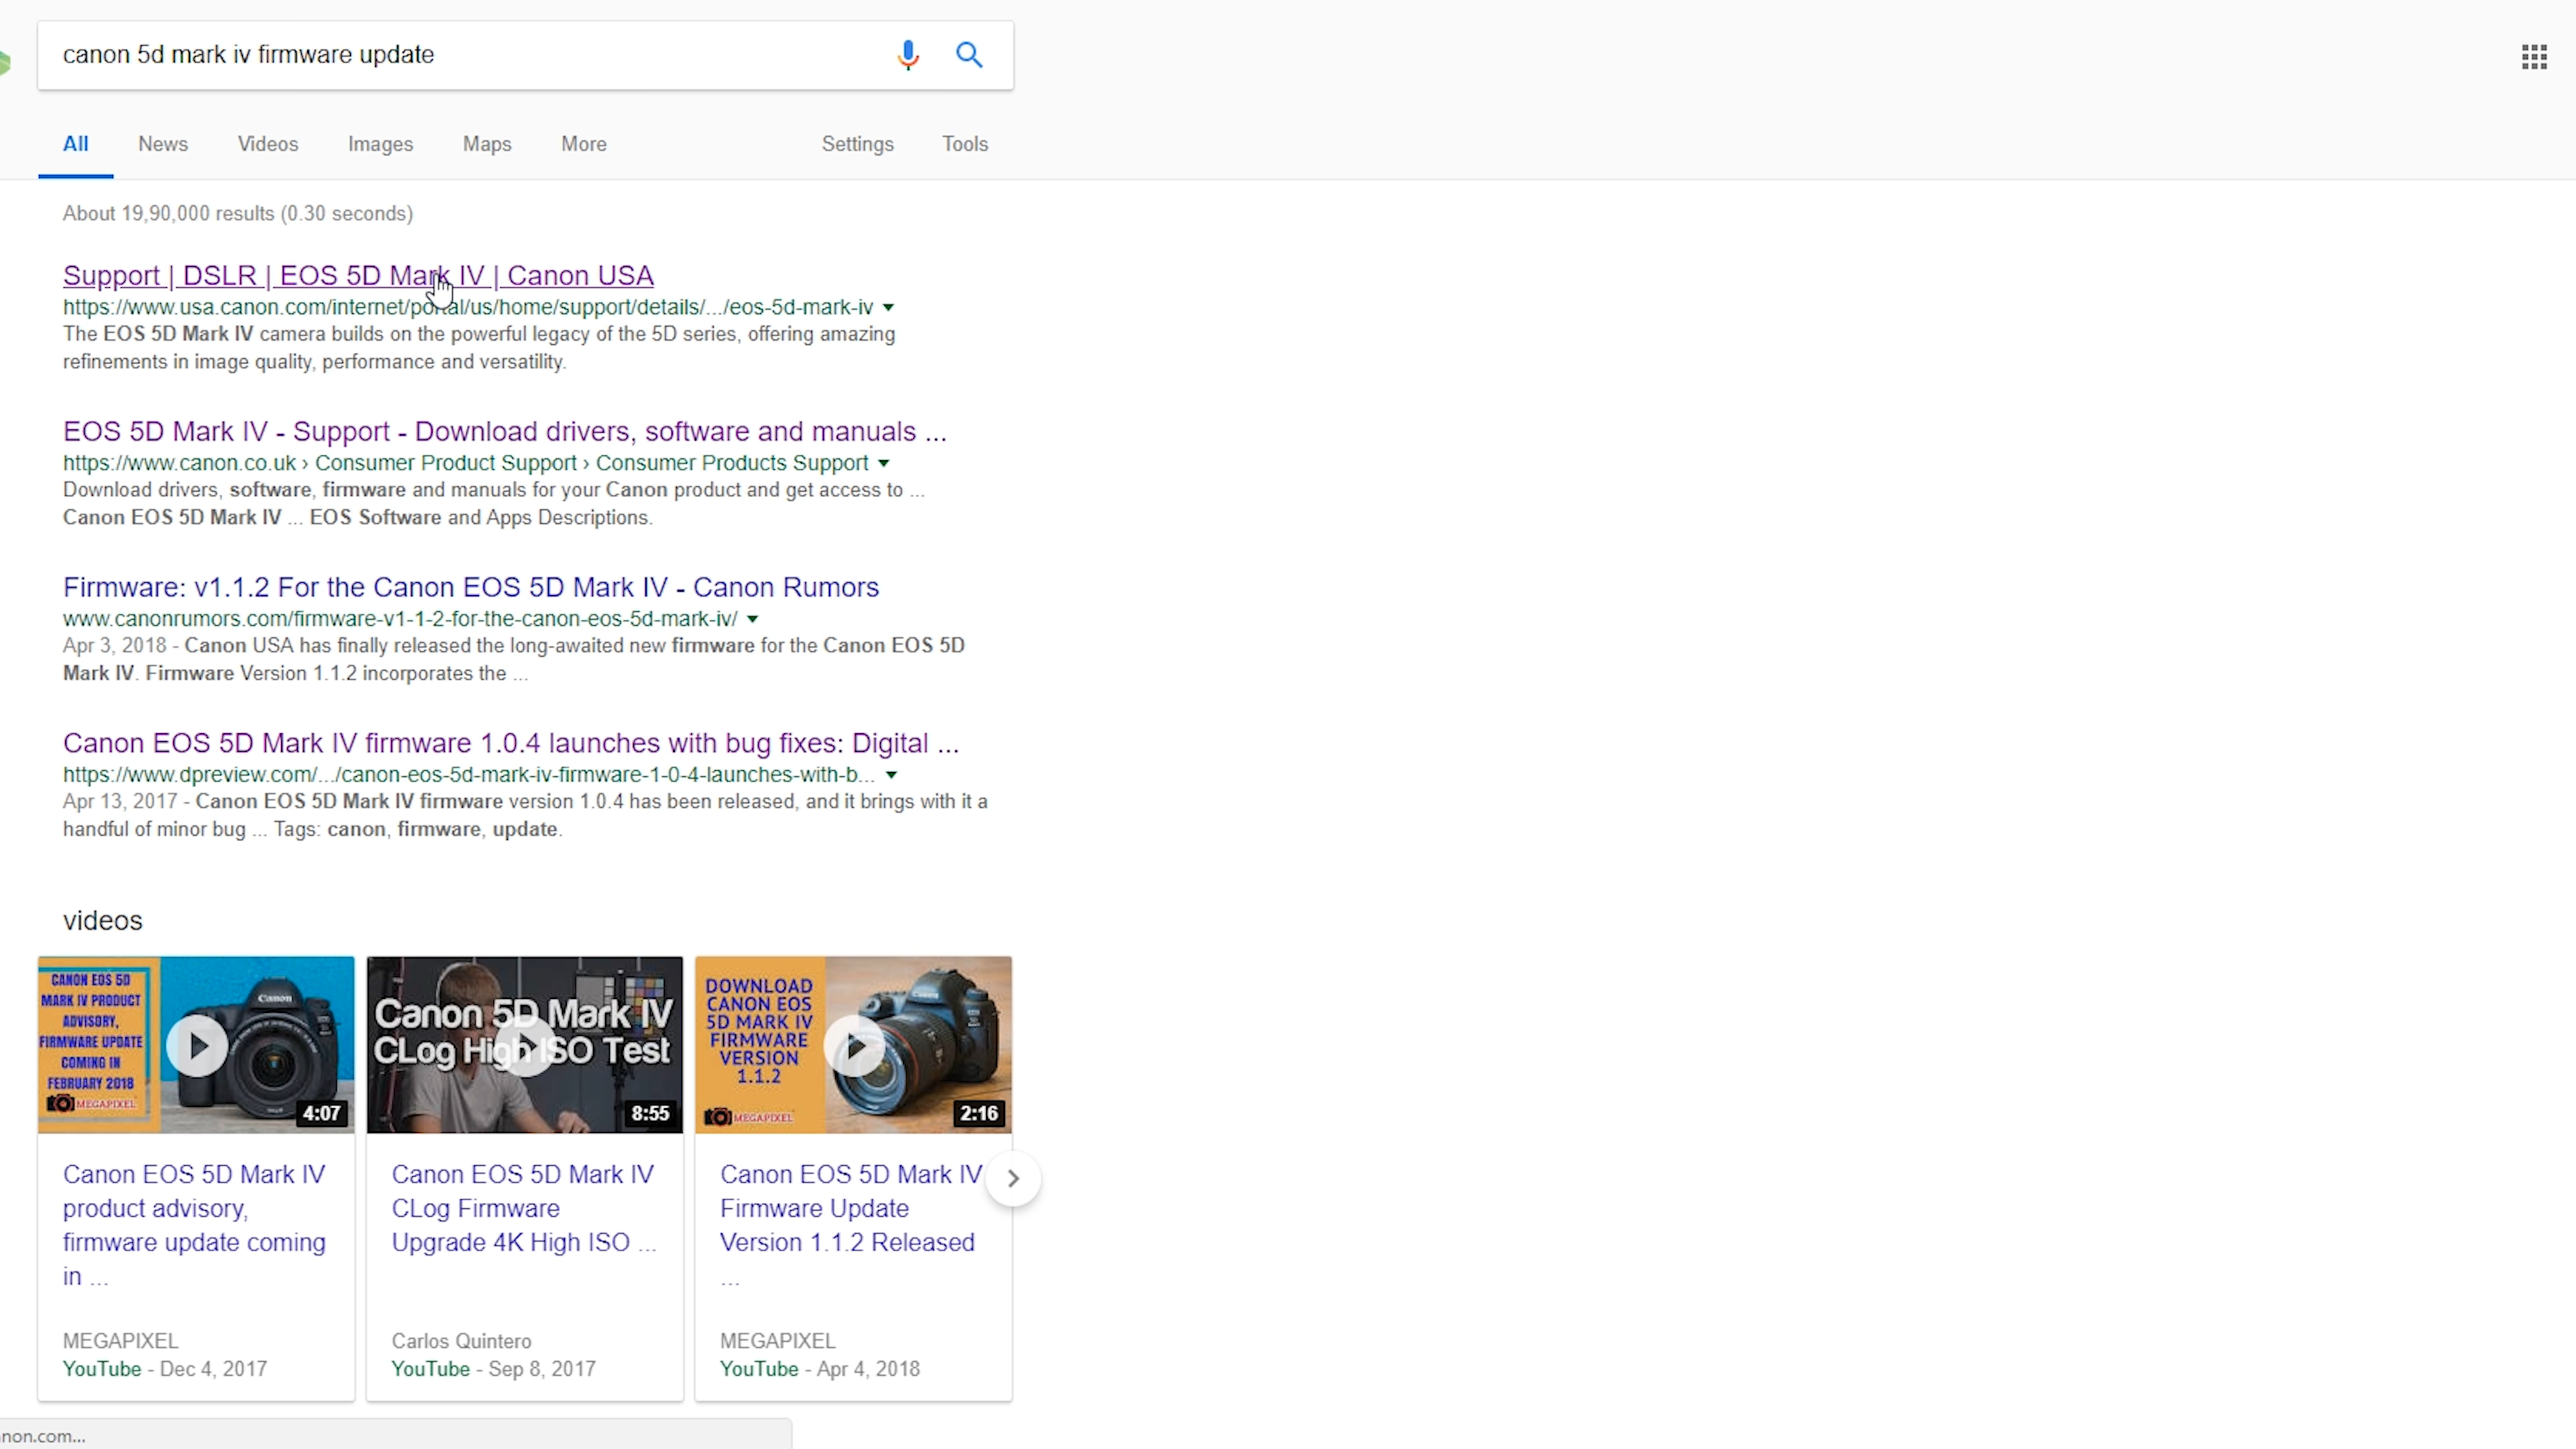 canon 5d mark iv firmware update
All News Videos Images Maps More Settings Tools
About 19,90,000 results (0.30 seconds)
Support | DSLR | EOS 5D Mark IV | Canon USA
https://www.usa.canon.com/internet/portal/us/home/support/details/.../eos-5d-mark-iv
The EOS 5D Mark IV camera builds on the powerful legacy of the 5D series, offering amazing
refinements in image quality, performance and versatility.
EOS 5D Mark IV - Support - Download drivers, software and manuals ...
https://www.canon.co.uk › Consumer Product Support › Consumer Products Support
Download drivers, software, firmware and manuals for your Canon product and get access to ...
Canon EOS 5D Mark IV ... EOS Software and Apps Descriptions.
Firmware: v1.1.2 For the Canon EOS 5D Mark IV - Canon Rumors
www.canonrumors.com/firmware-v1-1-2-for-the-canon-eos-5d-mark-iv/
Apr 3, 2018 - Canon USA has finally released the long-awaited new firmware for the Canon EOS 5D
Mark IV. Firmware Version 1.1.2 incorporates the ...
Canon EOS 5D Mark IV firmware 1.0.4 launches with bug fixes: Digital ...
https://www.dpreview.com/.../canon-eos-5d-mark-iv-firmware-1-0-4-launches-with-b...
Apr 13, 2017 - Canon EOS 5D Mark IV firmware version 1.0.4 has been released, and it brings with it a
handful of minor bug ... Tags: canon, firmware, update.
videos
CANON EOS 5D
MARK IV PRODUCT
ADVISORY,
FIRMWARE UPDATE
COMING IN
FEBRUARY 2018
MEGAPIXEL
Canon
4:07
Canon EOS 5D Mark IV
product advisory,
firmware update coming
in ...
MEGAPIXEL
YouTube - Dec 4, 2017
Canon 5D Mark IV
CLog High ISO Test
8:55
Canon EOS 5D Mark IV
CLog Firmware
Upgrade 4K High ISO ...
Carlos Quintero
YouTube - Sep 8, 2017
DOWNLOAD
CANON EOS
5D MARK IV
FIRMWARE
VERSION
1.1.2
MEGAPIXEL
Canon
2:16
Canon EOS 5D Mark IV
Firmware Update
Version 1.1.2 Released
...
MEGAPIXEL
YouTube - Apr 4, 2018
non.com...